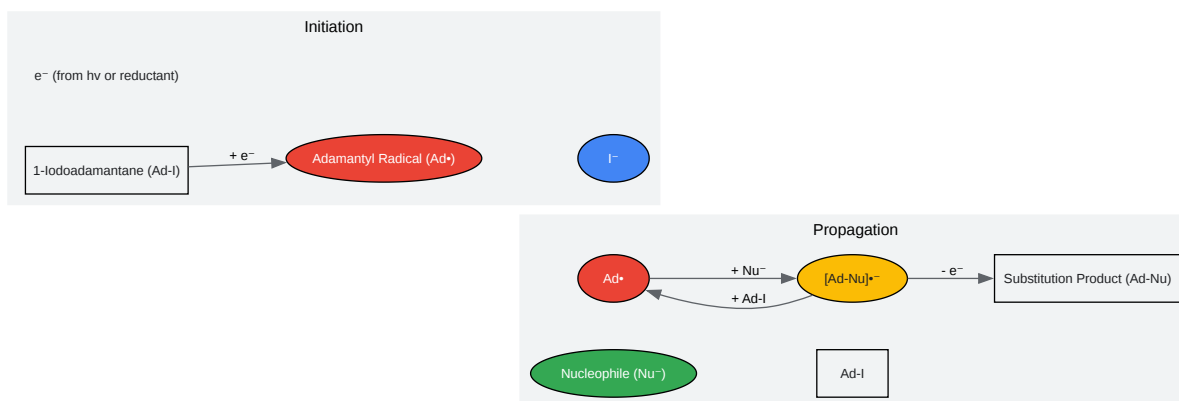 Initiation
e⁻ (from hv or reductant)
1-Iodoadamantane (Ad-I)
+ e⁻
Adamantyl Radical (Ad•)
I⁻
Propagation
Ad•
+ Nu⁻
[Ad-Nu]•⁻
- e⁻
Substitution Product (Ad-Nu)
+ Ad-I
Nucleophile (Nu⁻)
Ad-I